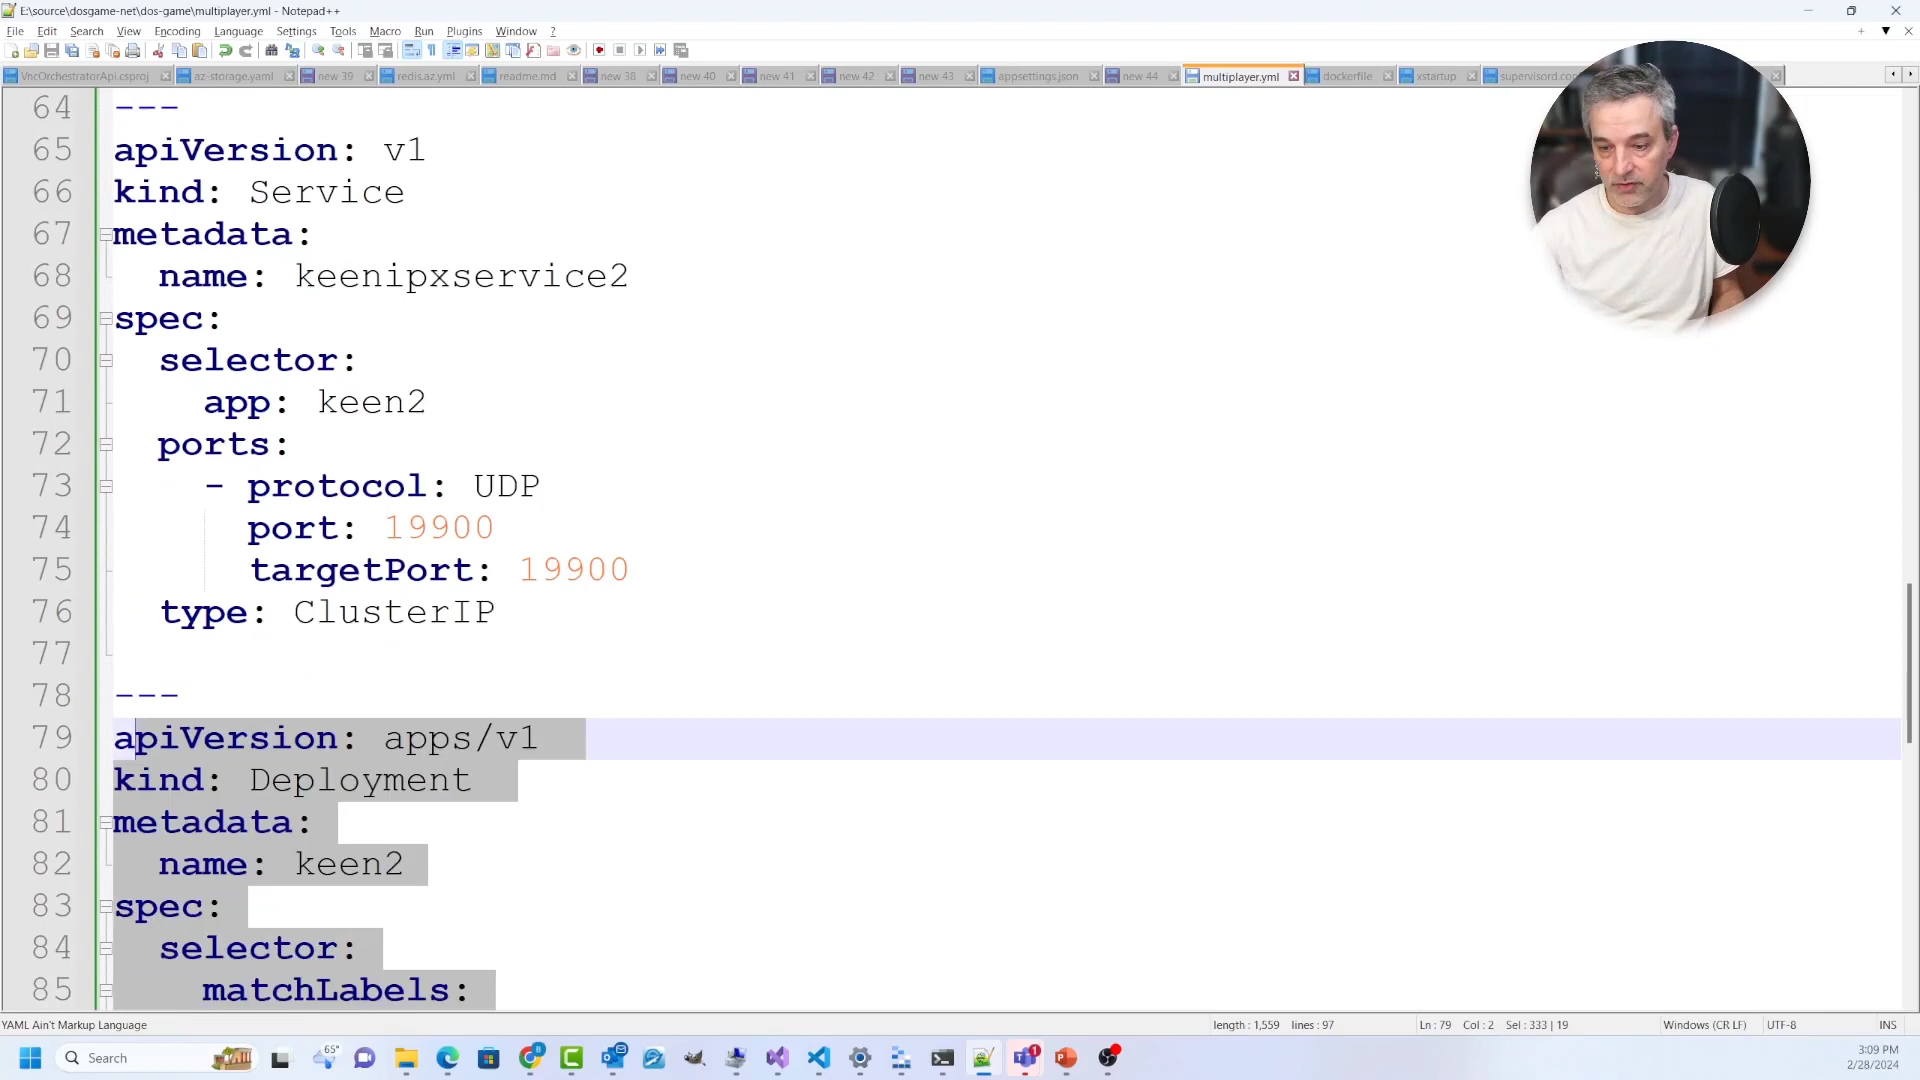 E:\source\dosgame-net\dos-game\multiplayer.yml - Notepad++
File Edit Search View Encoding Language Settings Tools Macro Run Plugins Window ?
VncOrchestratorApi.csproj az-storage.yaml new 39 redis.az.yml readme.md new 38 new 40 new 41 new 42 new 43 appsettings.json new 44 multiplayer.yml dockerfile xstartup
64 ---
65 apiVersion: v1
66 kind: Service
67 metadata:
68 name: keenipxservice2
69 spec:
70 selector:
71 app: keen2
72 ports:
73 - protocol: UDP
74 port: 19900
75 targetPort: 19900
76 type: ClusterIP
77
78 ---
79 apiVersion: apps/v1
80 kind: Deployment
81 metadata:
82 name: keen2
83 spec:
84 selector:
85 matchLabels:
YAML Ain't Markup Language length : 1,559 lines : 97 Ln : 79 Col : 2 Sel : 333 | 19 Windows (CR LF) UTF-8 INS
Search 65° 1 3:09 PM
2/28/2024